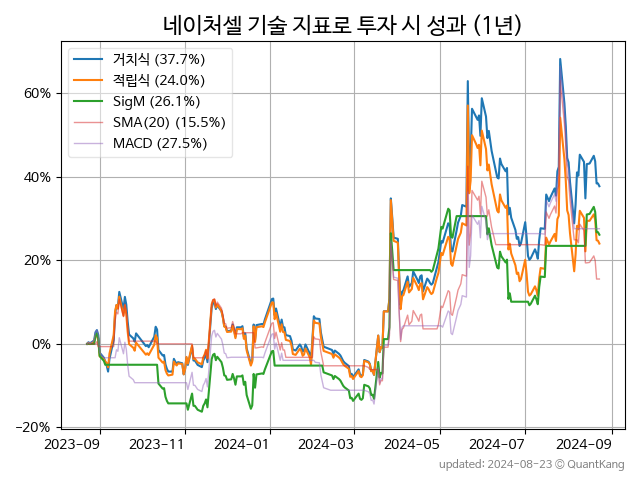 네이처셀 기술 지표로 투자 시 성과 (1년)
거치식 (37.7%)
적립식 (24.0%)
SigM (26.1%)
SMA(20) (15.5%)
MACD (27.5%)
60%
40%
20%
0%
−20%
2023-09 2023-11 2024-01 2024-03 2024-05 2024-07 2024-09
updated: 2024-08-23 © QuantKang